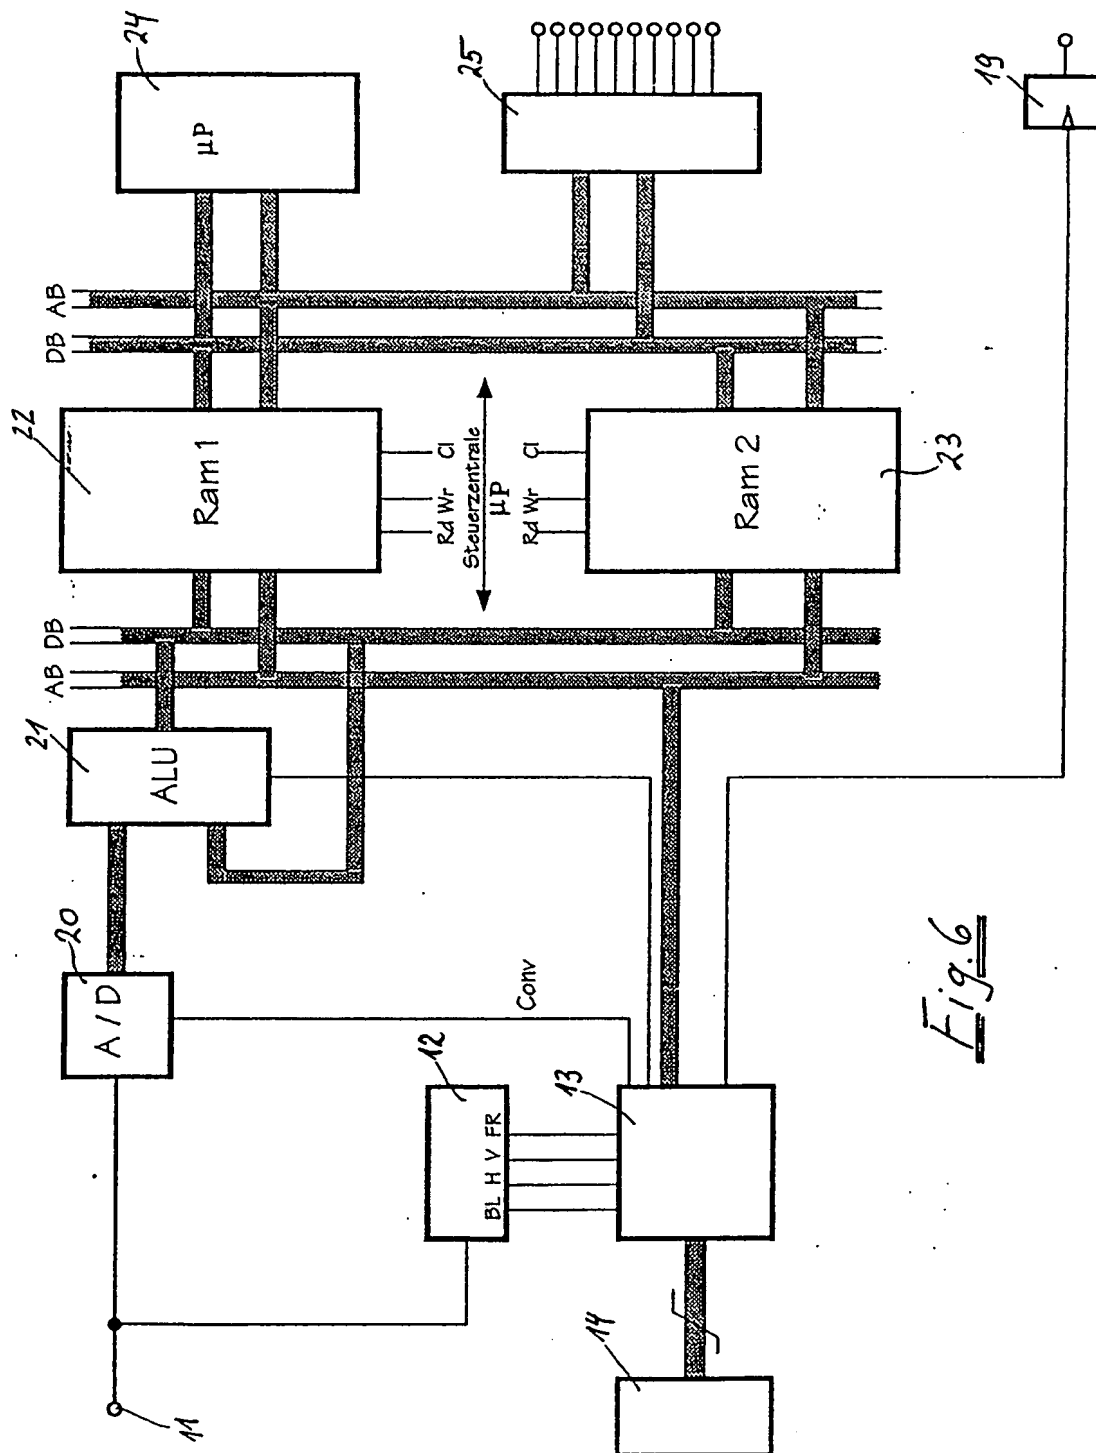 24
µP
25
19
AB
DB
22
Ram 1
Rd Wr Cl
Steuerzentrale
µP
Rd Wr Cl
Ram 2
23
DB
AB
21
ALU
20
A/D
Conv
12
BL H V FR
13
14
11
Fig. 6